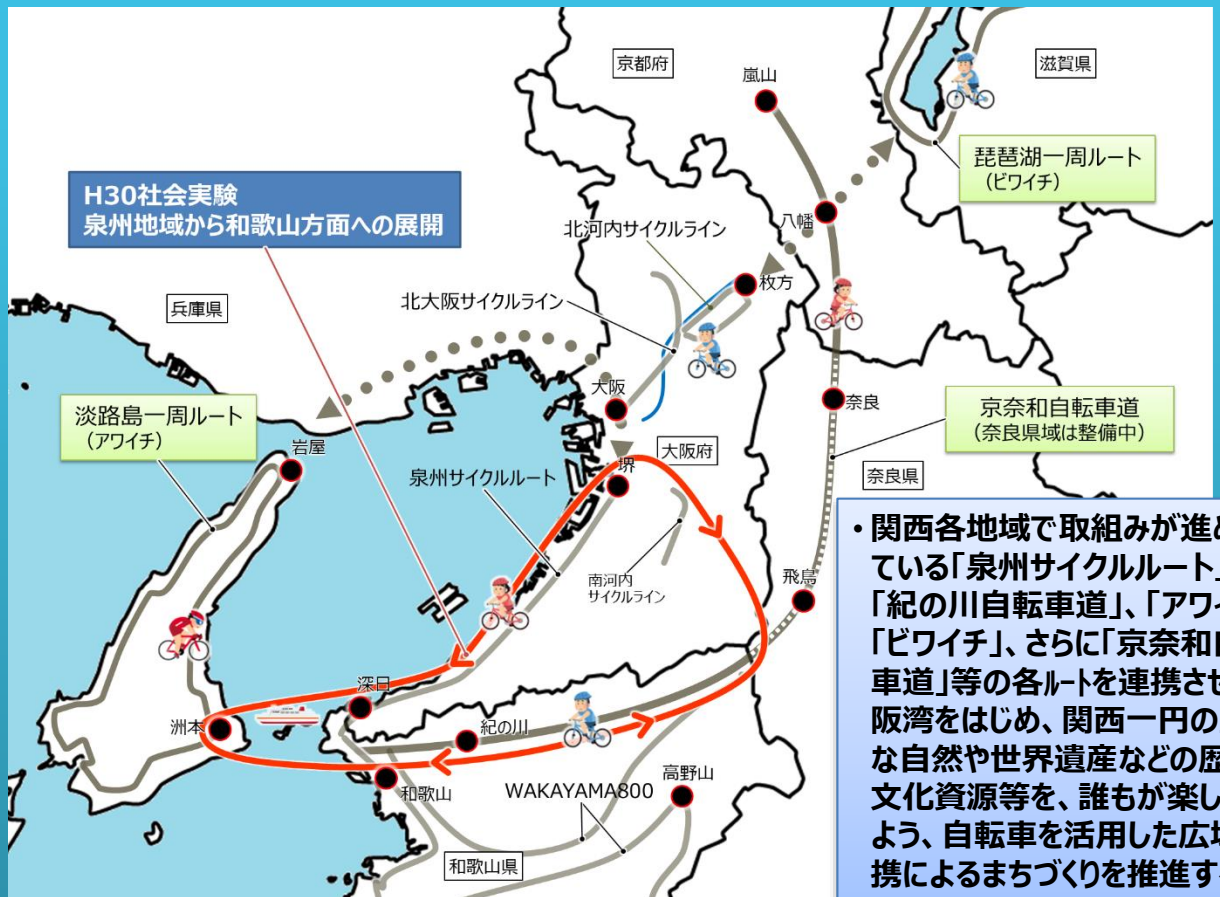 京都府
滋賀県
嵐山
琵琶湖一周ルート
(ビワイチ)
H30社会実験
泉州地域から和歌山方面への展開
八幡
北河内サイクルライン
枚方
兵庫県
北大阪サイクルライン
大阪
奈良
淡路島一周ルート
(アワイチ)
京奈和自転車道
(奈良県域は整備中)
岩屋
大阪府
堺
泉州サイクルルート
奈良県
南河内
サイクルライン
飛鳥
深日
洲本
紀の川
和歌山
高野山
WAKAYAMA800
和歌山県
・関西各地域で取組みが進め
ている「泉州サイクルルート」
「紀の川自転車道」、「アワイ
「ビワイチ」、さらに「京奈和自
車道」等の各ルートを連携させ
阪湾をはじめ、関西一円の
な自然や世界遺産などの歴
文化資源等を、誰もが楽し
よう、自転車を活用した広域
携によるまちづくりを推進す